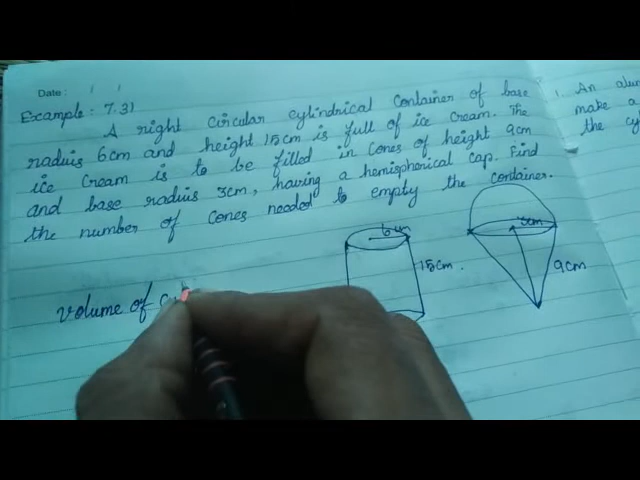 Date :
Example : 7.31
A right circular cylindrical container of base
radius 6cm and height 15cm is full of ice cream. The
ice cream is to be filled in cones of height 9cm
and base radius 3cm, having a hemispherical cap. Find
the number of cones needed to empty the container.
1. An
make a
the
6cm
15cm.
3cm
9cm
Volume of